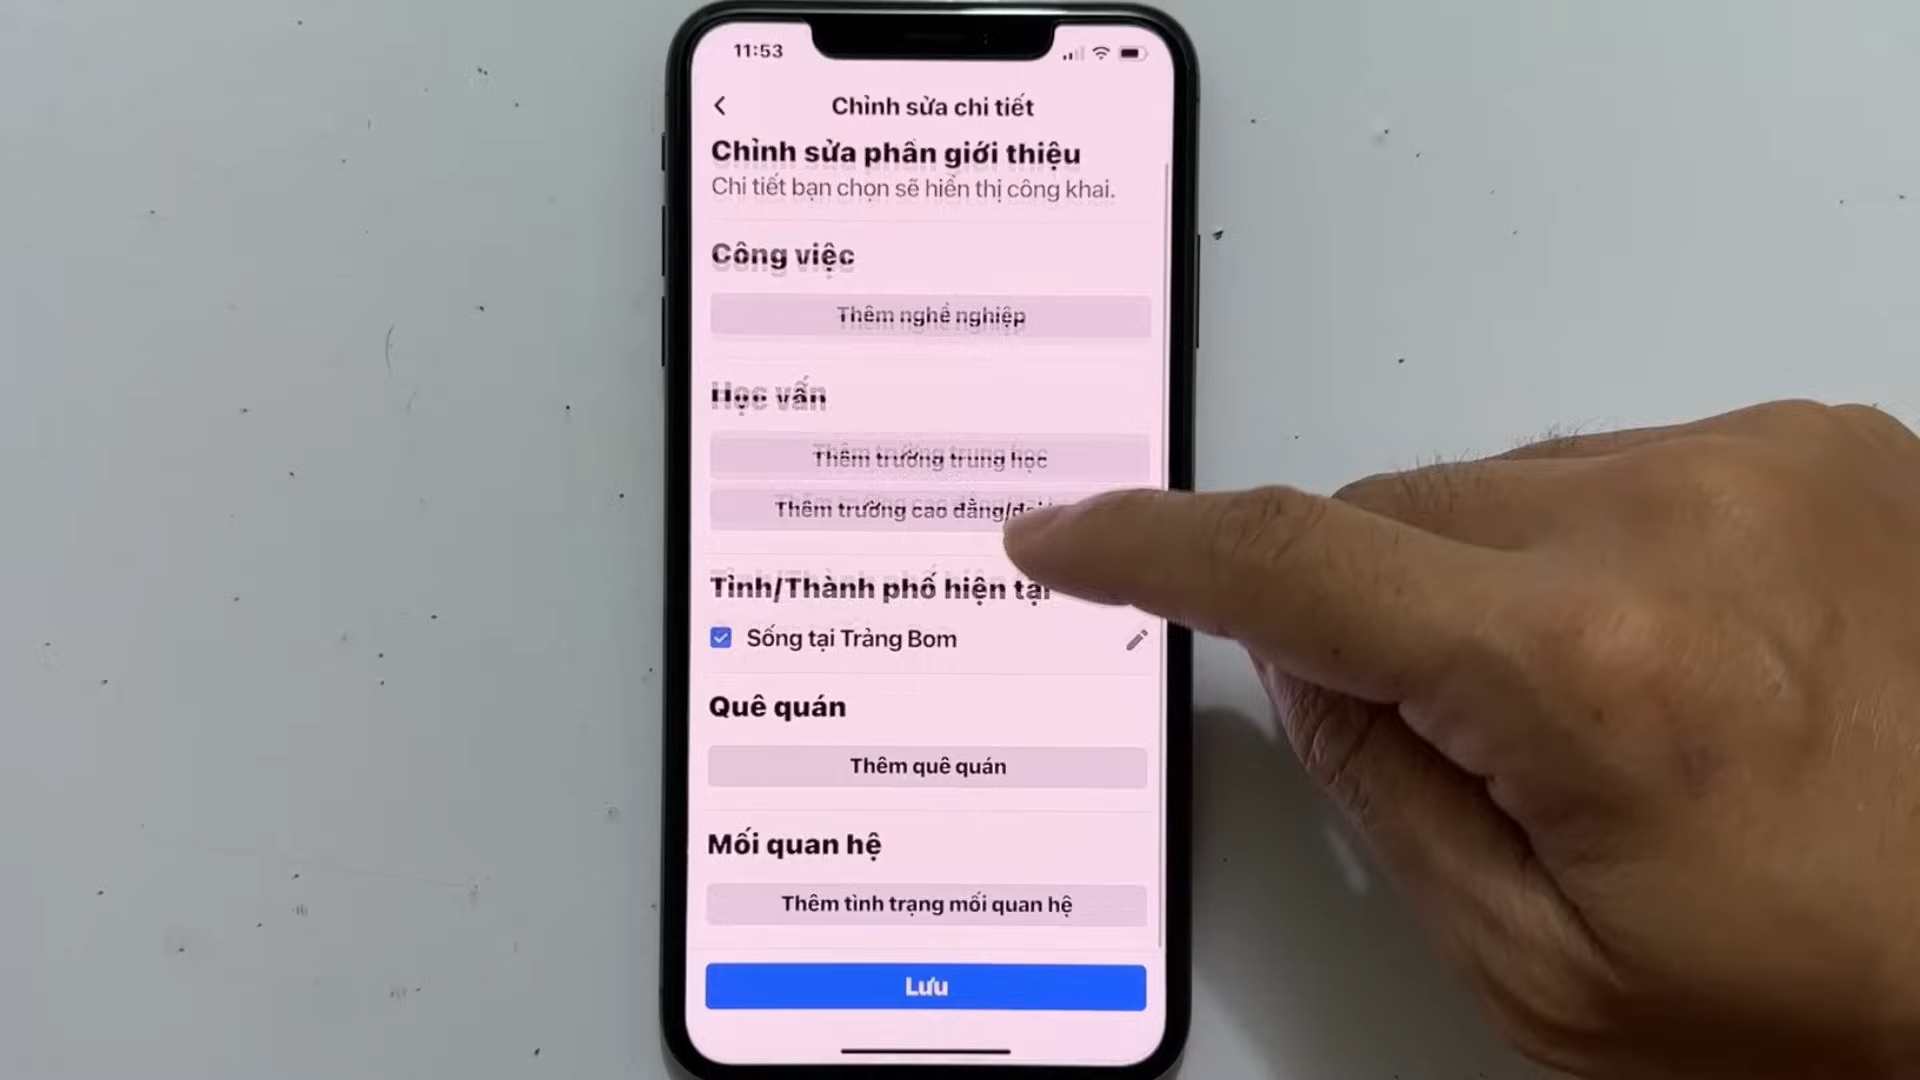 11:53
Chỉnh sửa chi tiết
Chỉnh sửa phần giới thiệu
Chi tiết bạn chọn sẽ hiển thị công khai.
Công việc
Thêm nghề nghiệp
Học vấn
Thêm trường trung học
Thêm trường cao đẳng/đại
Tỉnh/Thành phố hiện tại
Sống tại Trảng Bom
Quê quán
Thêm quê quán
Mối quan hệ
Thêm tình trạng mối quan hệ
Lưu